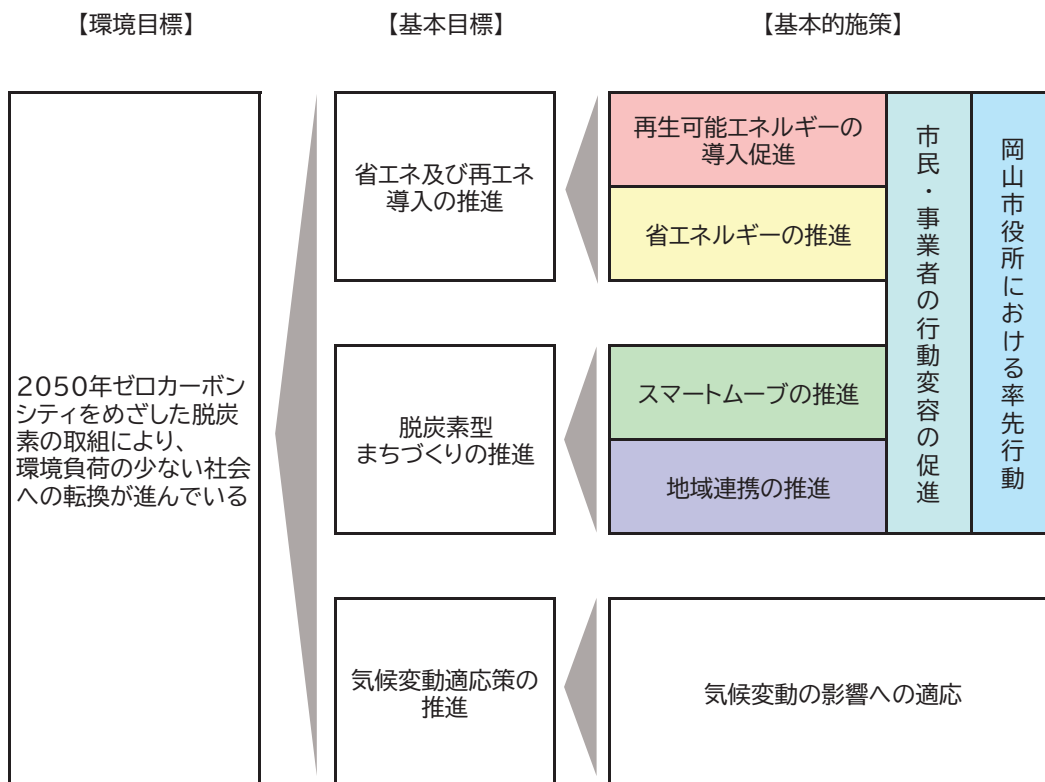 【環境目標】
【基本目標】
【基本的施策】
2050年ゼロカーボン
シティをめざした脱炭
素の取組により、
環境負荷の少ない社会
への転換が進んでいる
省エネ及び再エネ
導入の推進
再生可能エネルギーの
導入促進
省エネルギーの推進
脱炭素型
まちづくりの推進
スマートムーブの推進
地域連携の推進
市民・事業者の行動変容の促進
岡山市役所における率先行動
気候変動適応策の
推進
気候変動の影響への適応